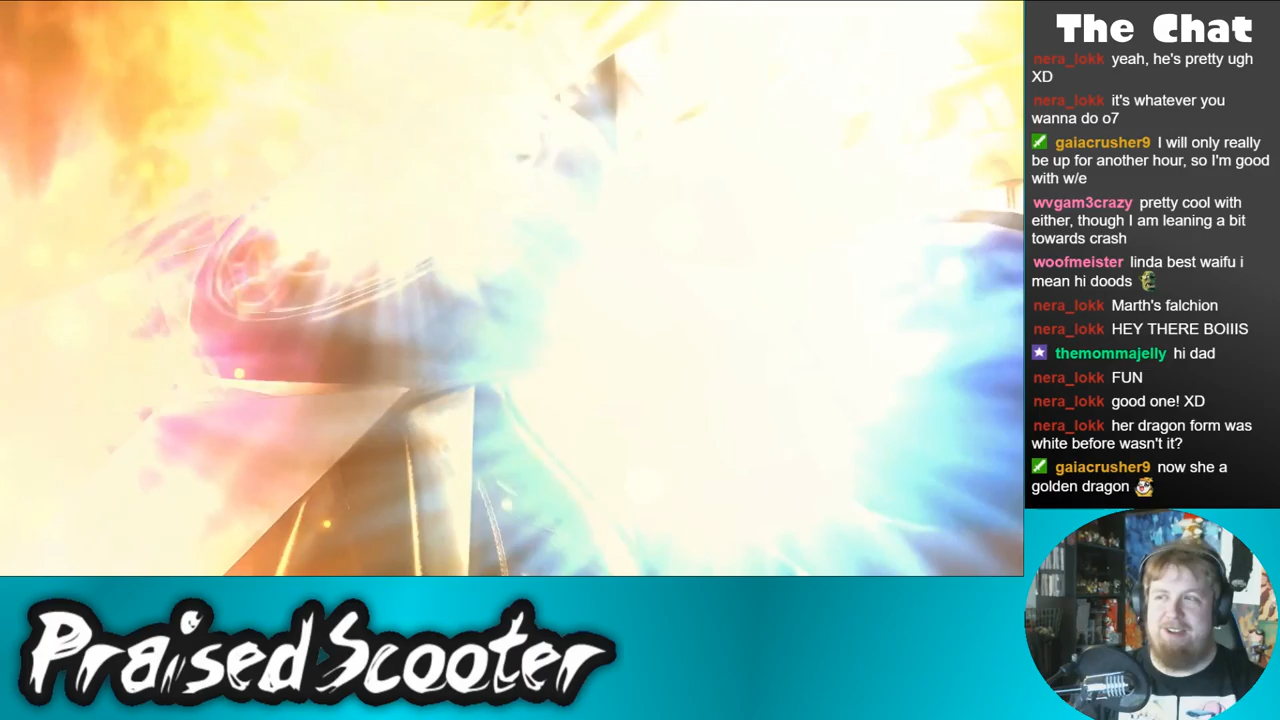 The Chat
nera_lokk yeah, he's pretty ugh
XD
nera_lokk it's whatever you
wanna do o7
gaiacrusher9 I will only really
be up for another hour, so I'm good
with w/e
wvgam3crazy pretty cool with
either, though I am leaning a bit
towards crash
woofmeister linda best waifu i
mean hi doods
nera_lokk Marth's falchion
nera_lokk HEY THERE BOIIIS
themommajelly hi dad
nera_lokk FUN
nera_lokk good one! XD
nera_lokk her dragon form was
white before wasn't it?
gaiacrusher9 now she a
golden dragon
PraisedScooter